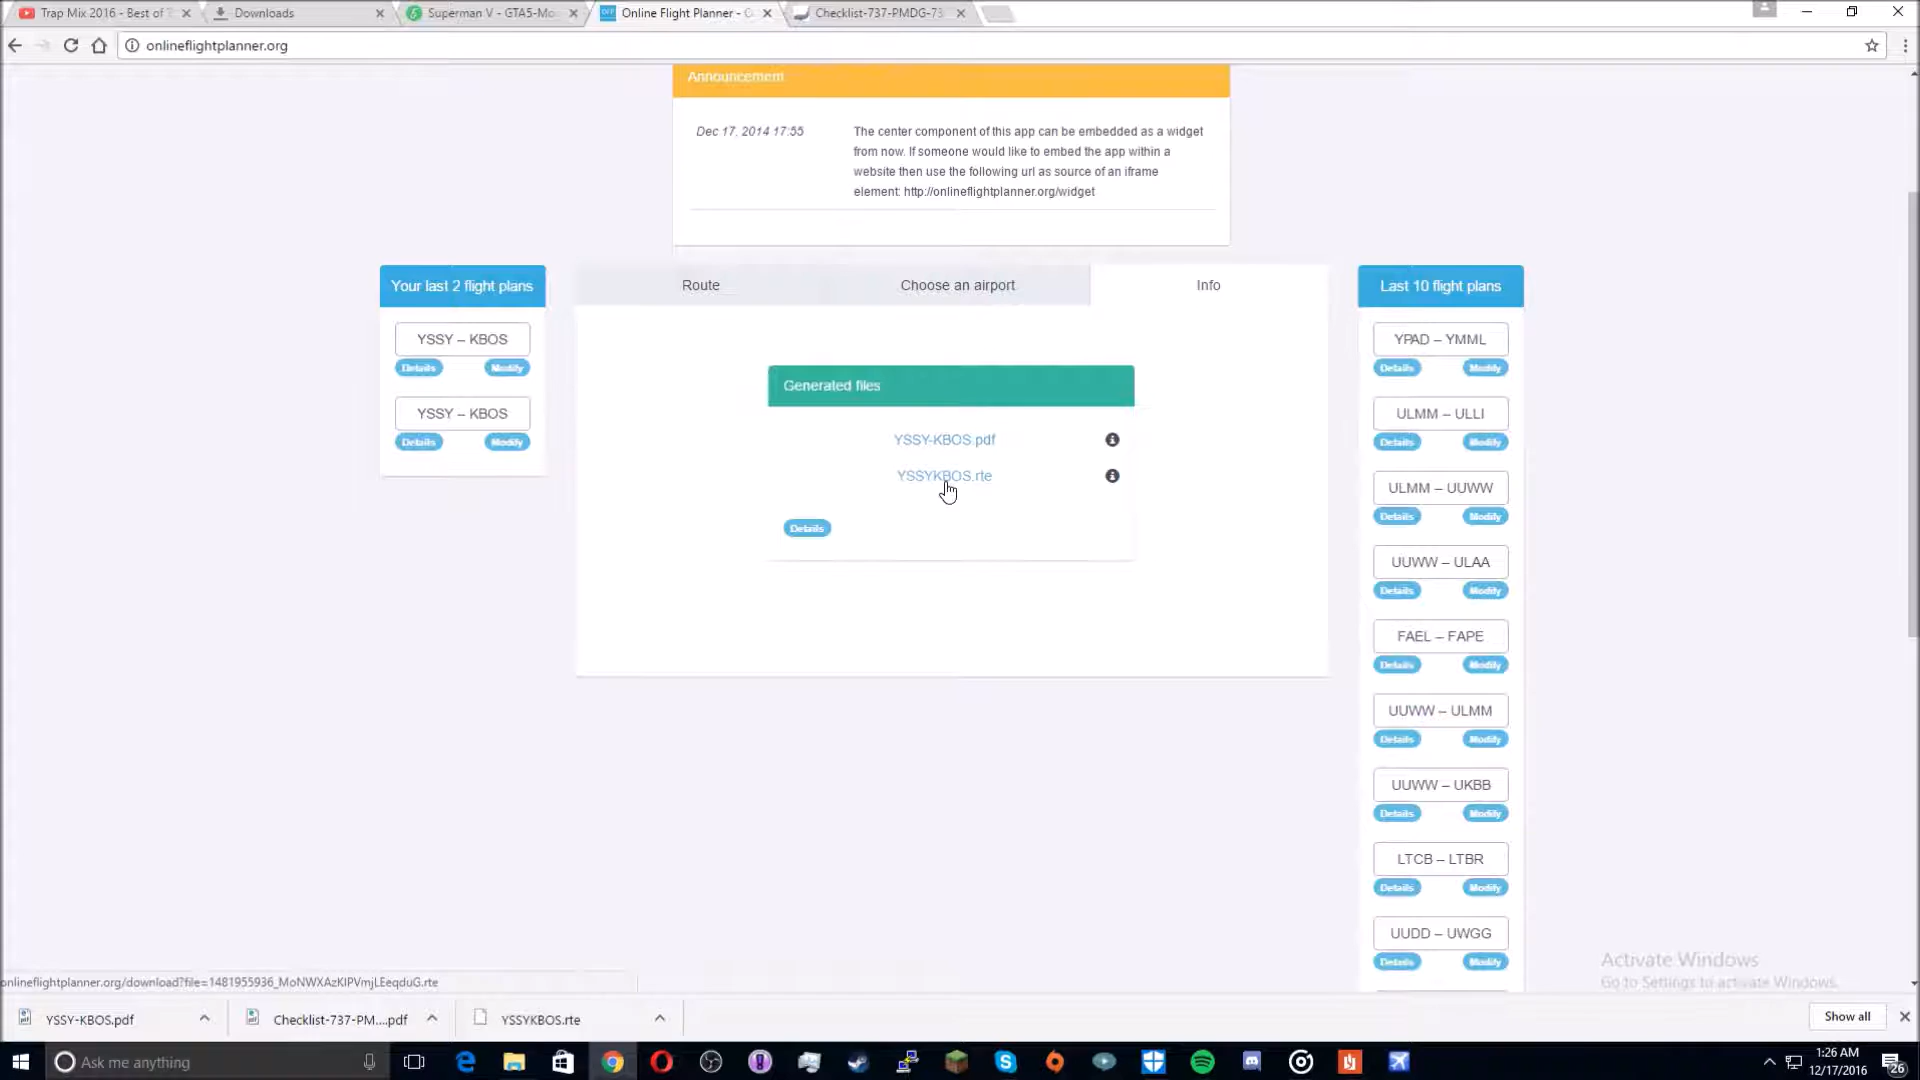 Trap Mix 2016 - Best of
Downloads
Superman V - GTA5-Mo
Online Flight Planner -
Checklist-737-PMDG-73
onlineflightplanner.org
Announcement
Dec 17, 2014 17:55
The center component of this app can be embedded as a widget
from now. If someone would like to embed the app within a
website then use the following url as source of an iframe
element: http://onlineflightplanner.org/widget
Your last 2 flight plans
YSSY – KBOS
Details
Modify
YSSY – KBOS
Details
Modify
Route
Choose an airport
Info
Generated files
YSSY-KBOS.pdf
YSSYKBOS.rte
Details
Last 10 flight plans
YPAD – YMML
Details
Modify
ULMM – ULLI
Details
Modify
ULMM – UUWW
Details
Modify
UUWW – ULAA
Details
Modify
FAEL – FAPE
Details
Modify
UUWW – ULMM
Details
Modify
UUWW – UKBB
Details
Modify
LTCB – LTBR
Details
Modify
UUDD – UWGG
Details
Modify
Activate Windows
Go to Settings to activate Windows.
onlineflightplanner.org/download?file=1481955936_MoNWXAzKIPVmjLEeqduG.rte
YSSY-KBOS.pdf
Checklist-737-PM....pdf
YSSYKBOS.rte
Show all
Ask me anything
1:26 AM
12/17/2016
26